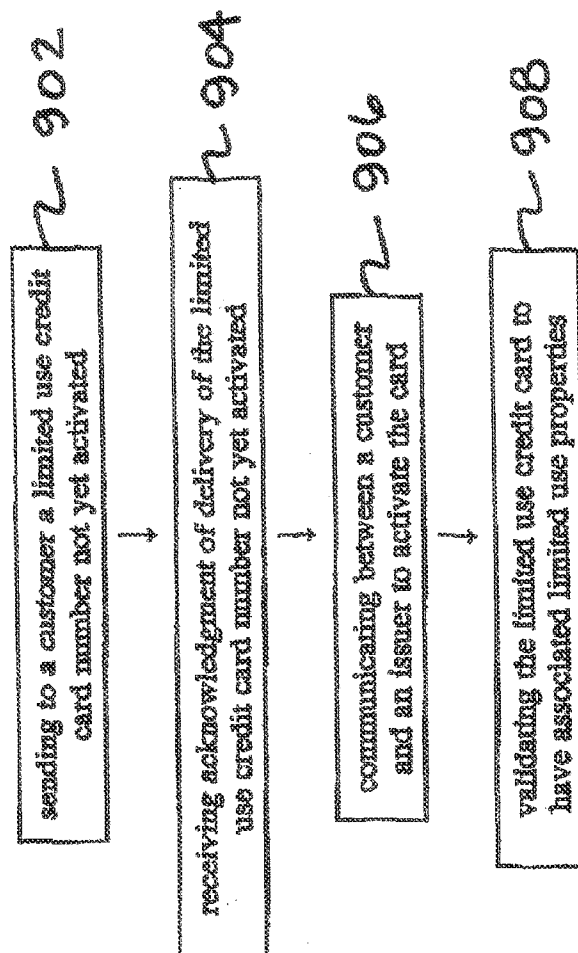 sending to a customer a limited use credit
card number not yet activated
902
receiving acknowledgment of delivery of the limited
use credit card number not yet activated
904
communicating between a customer
and an issuer to activate the card
906
validating the limited use credit card to
have associated limited use properties
908